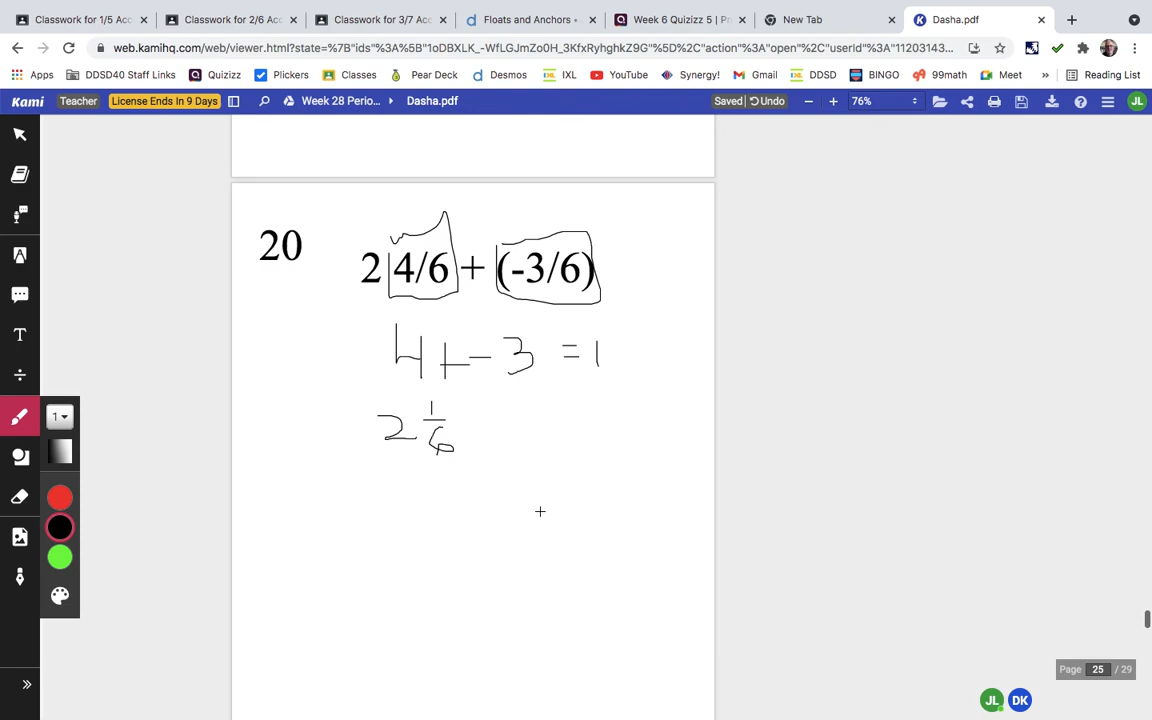 Classwork for 1/5 Acc
Classwork for 2/6 Acc
Classwork for 3/7 Acc
Floats and Anchors •
Week 6 Quizizz 5 | Pre
New Tab
Dasha.pdf
web.kamihq.com/web/viewer.html?state=%7B"ids"%3A%5B"1oDBXLK_-WfLGJmZo0H_3KfxRyhghkZ9G"%5D%2C"action"%3A"open"%2C"userId"%3A"11203143...
Apps
DDSD40 Staff Links
Quizizz
Plickers
Classes
Pear Deck
Desmos
IXL
YouTube
Synergy!
Gmail
DDSD
BINGO
99math
Meet
»
Reading List
Kami
Teacher
License Ends In 9 Days
Week 28 Perio...
Dasha.pdf
Saved
Undo
76%
JL
20
2 4/6 + (-3/6)
4 + - 3 = 1
2 1/6
T
1
Page 25 / 29
JL
DK